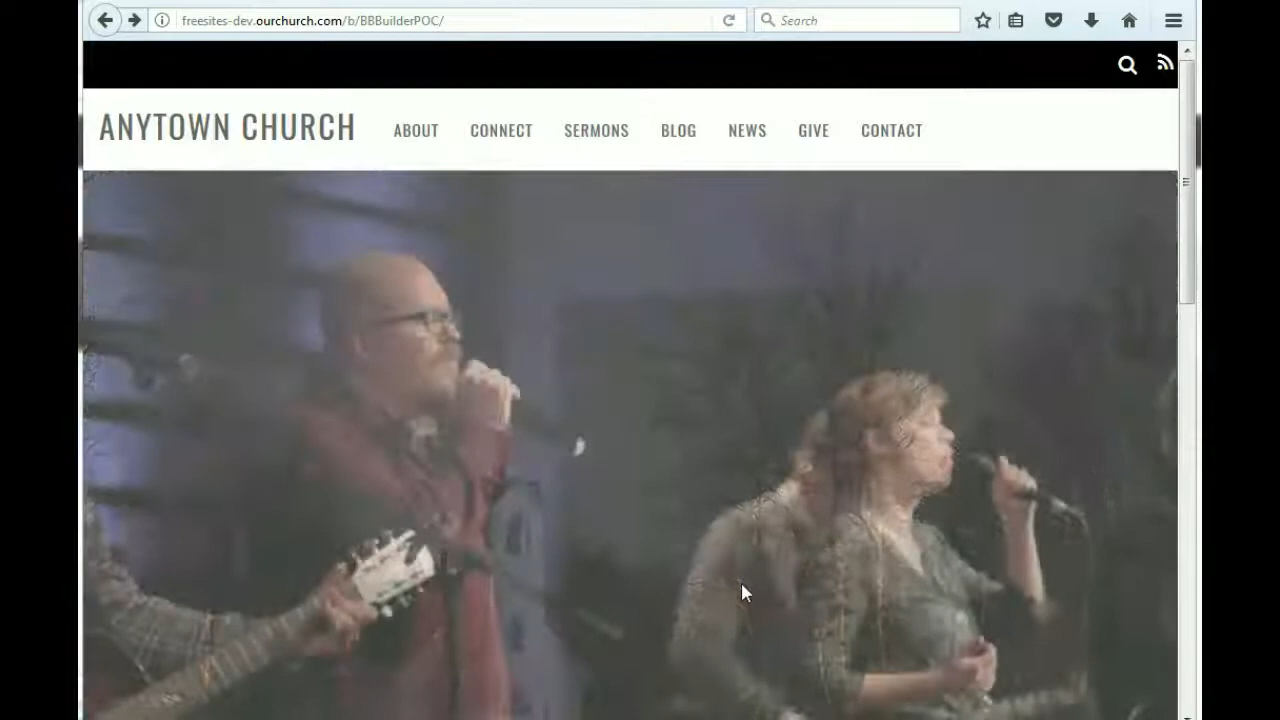 freesites-dev.ourchurch.com/b/BBBuilderPOC/
Search
ANYTOWN CHURCH ABOUT CONNECT SERMONS BLOG NEWS GIVE CONTACT